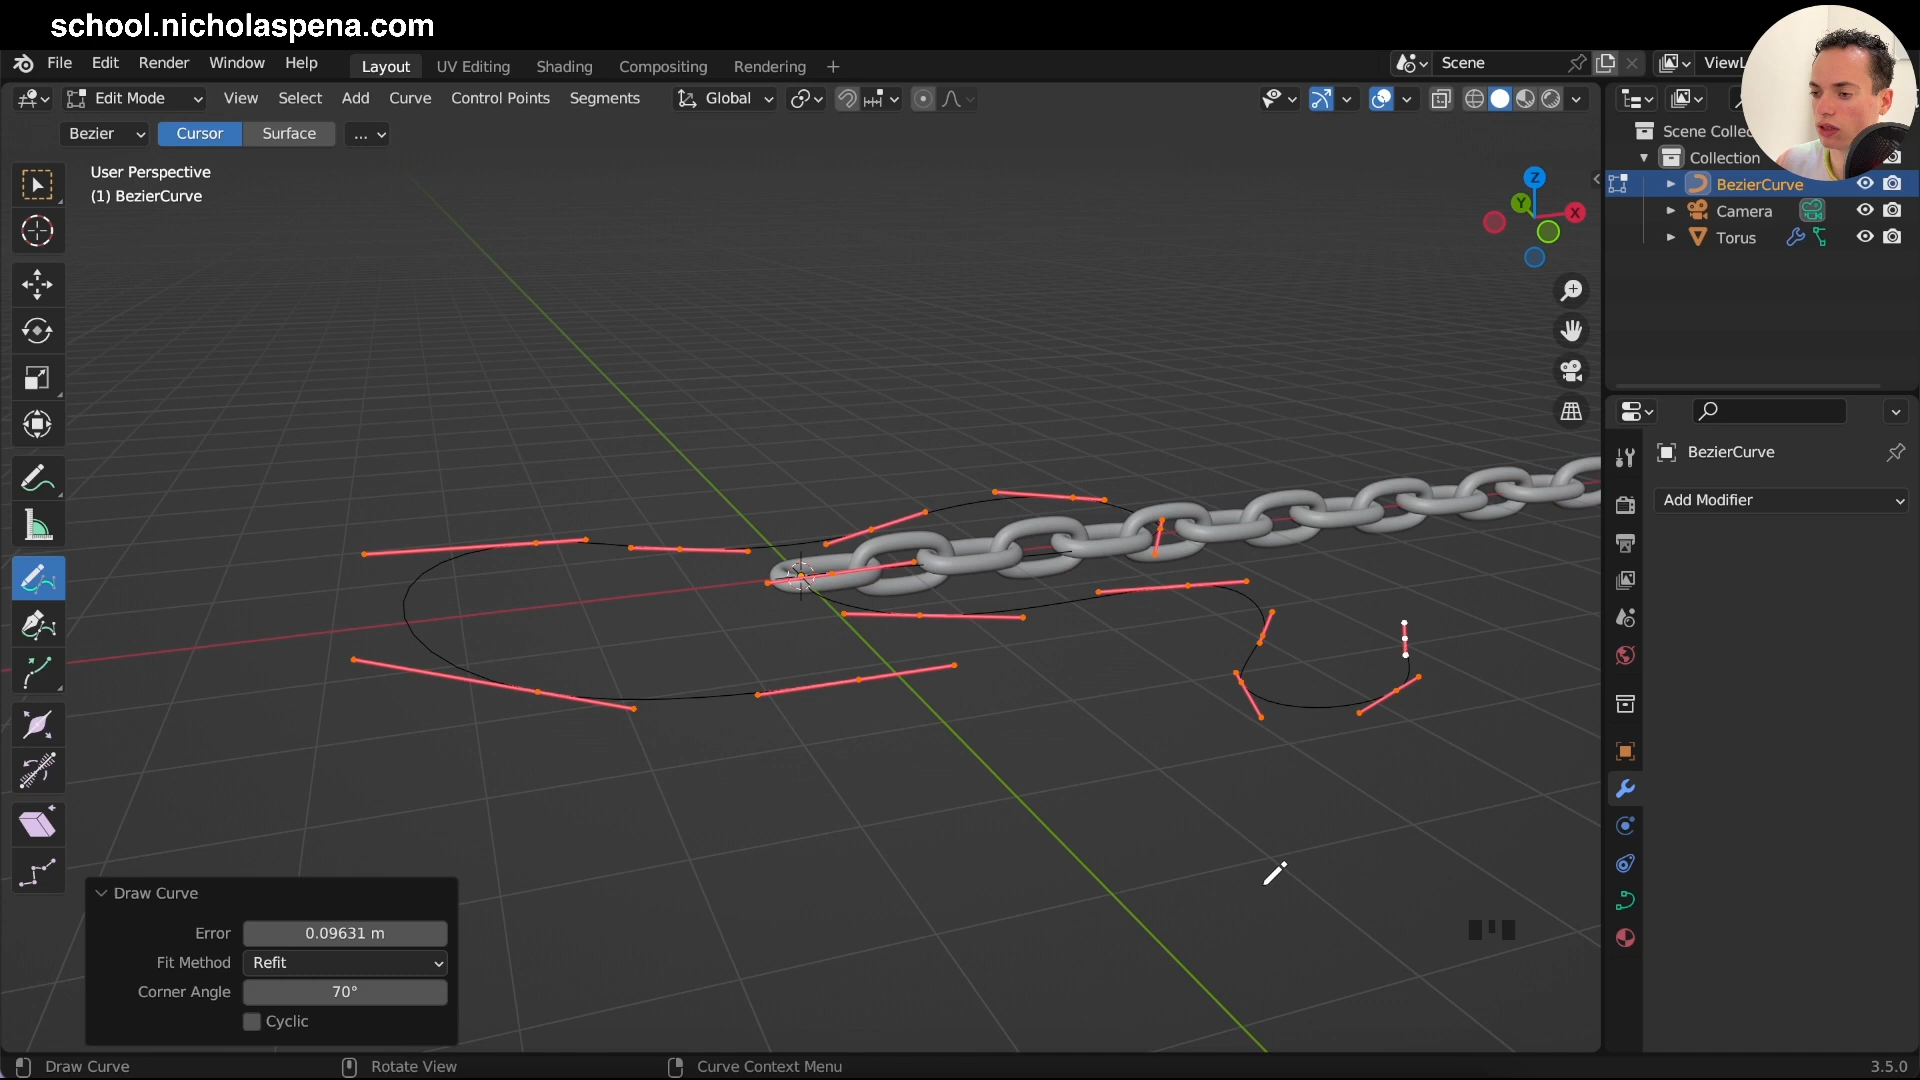 school.nicholaspena.com
File Edit Render Window Help Layout UV Editing Shading Compositing Rendering + Scene
Edit Mode View Select Add Curve Control Points Segments Global
Bezier Cursor Surface ...
User Perspective
(1) BezierCurve
Z
Y
X
Collection
BezierCurve
Camera
Torus
BezierCurve
Add Modifier
Draw Curve
Error 0.09631 m
Fit Method Refit
Corner Angle 70°
Cyclic
Draw Curve Rotate View Curve Context Menu 3.5.0